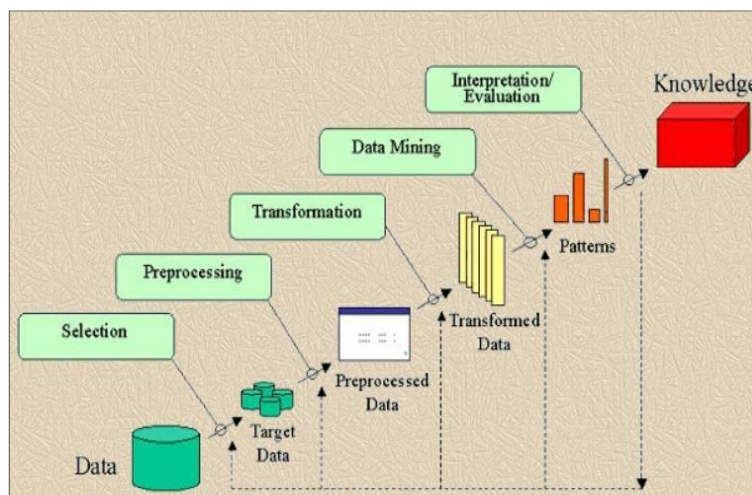 Interpretation/
Evaluation
Knowledge
Data Mining
Transformation
Patterns
Preprocessing
Transformed
Data
Selection
Preprocessed
Data
Target
Data
Data